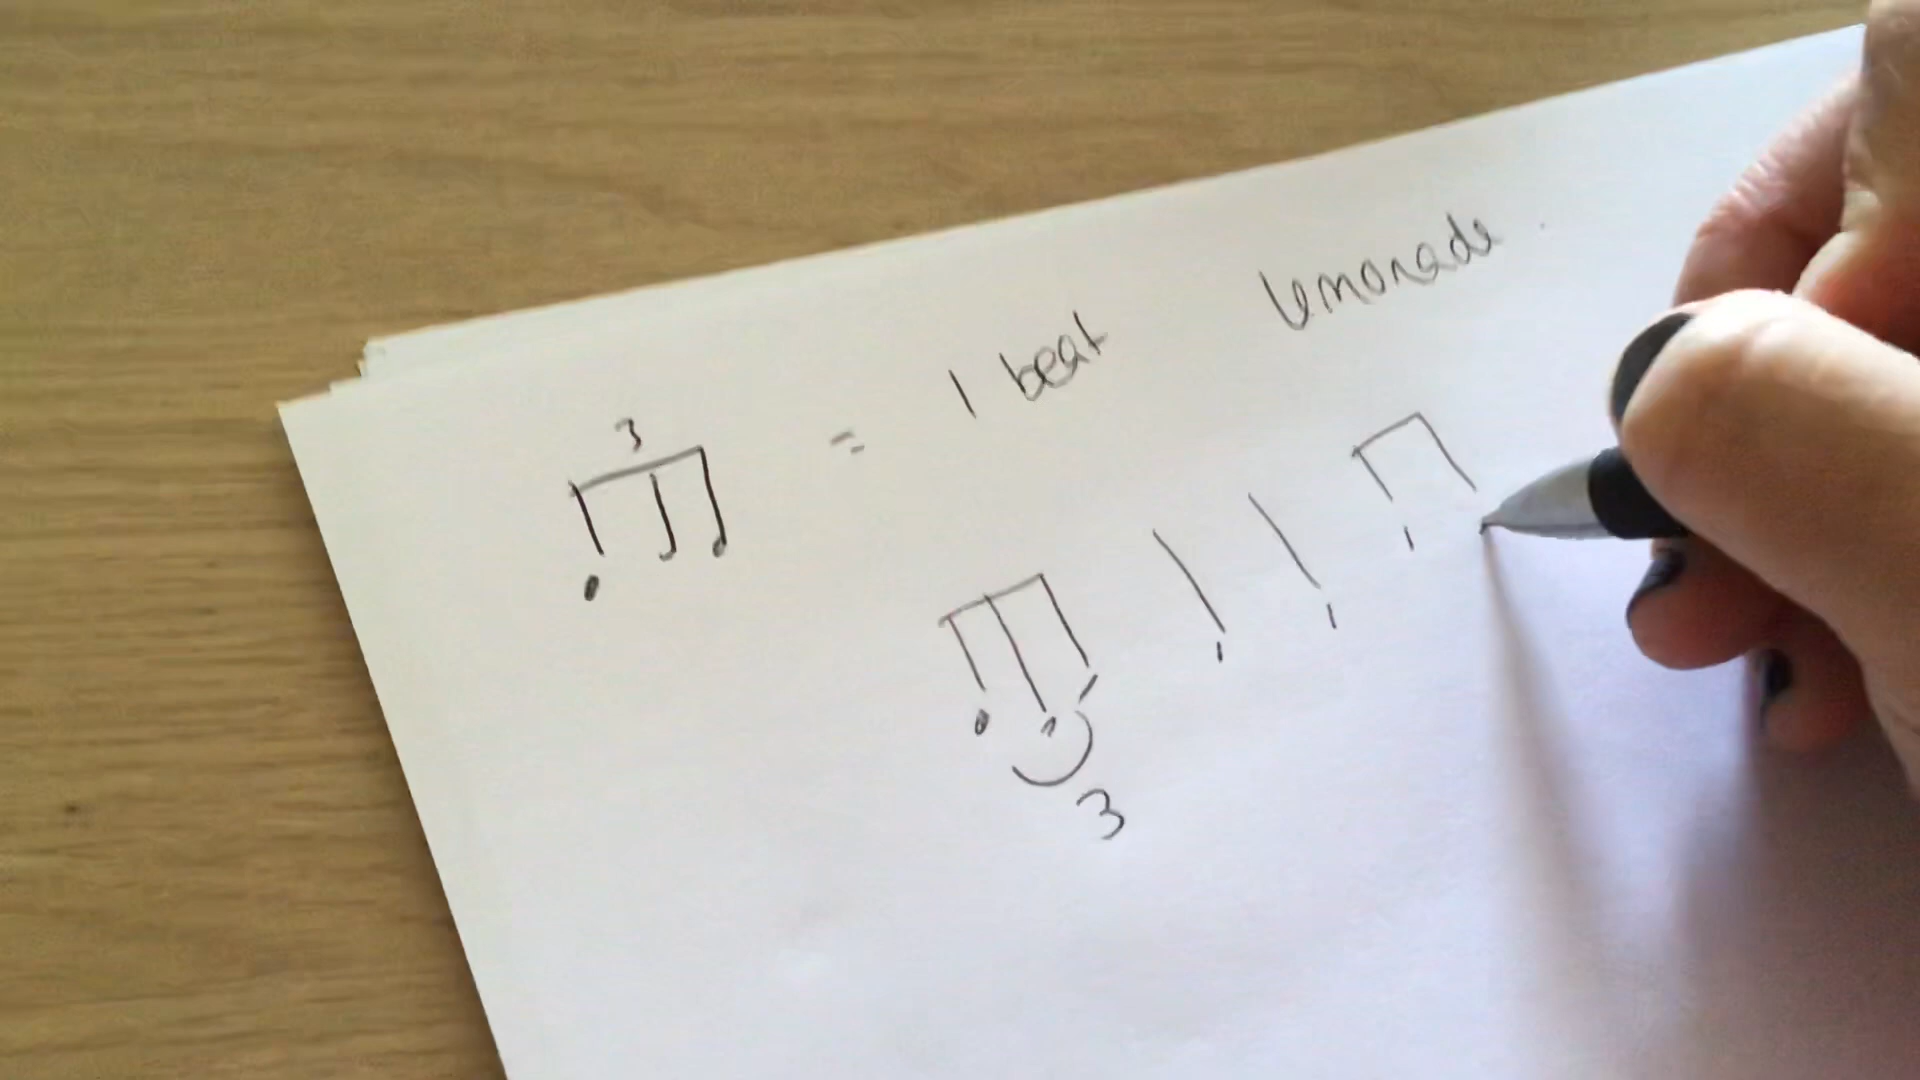 3 = 1 beat lemonade.
3